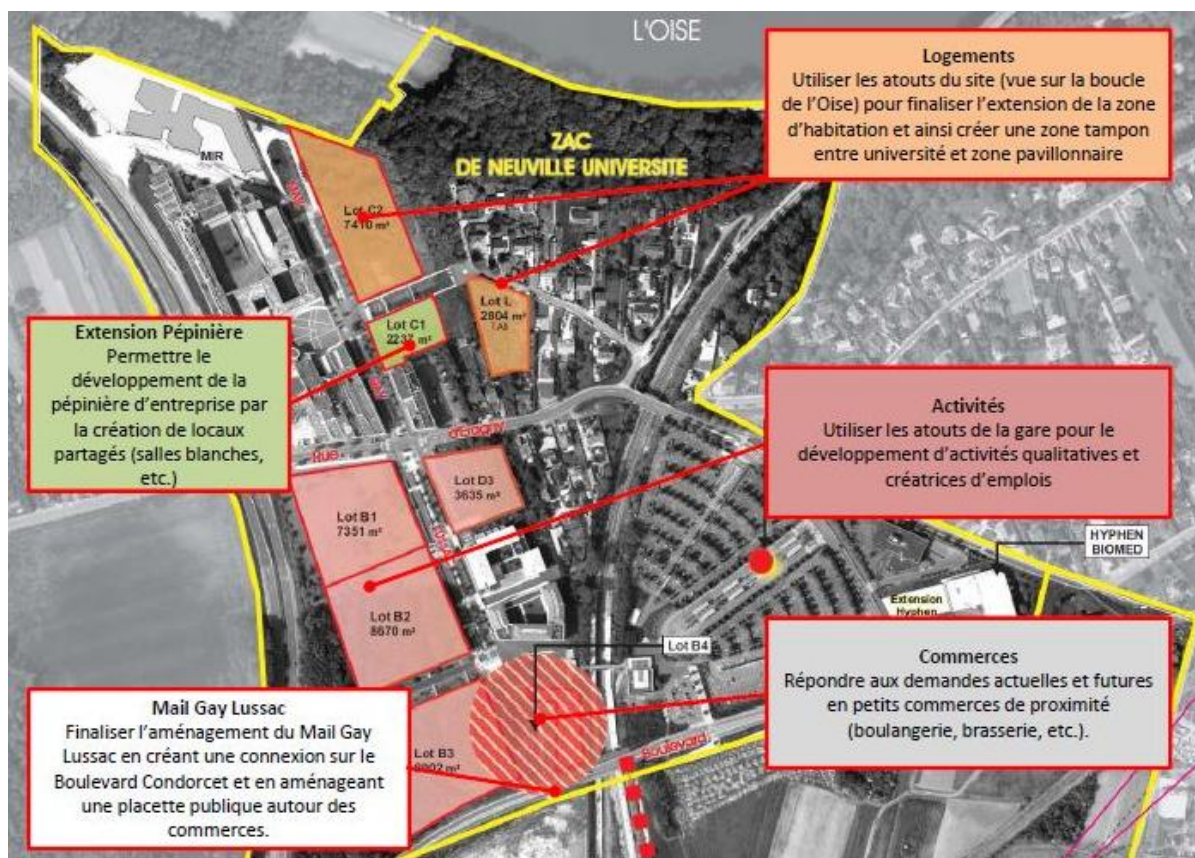 L'OISE
Logements
Utiliser les atouts du site (vue sur la boucle
de l'Oise) pour finaliser l'extension de la zone
d'habitation et ainsi créer une zone tampon
entre université et zone pavillonnaire
ZAC
DE NEUVILLE UNIVERSITE
MIR
Lot C2
7410 m²
Lot L
2804 m²
Lot C1
2237 m²
Extension Pépinière
Permettre le
développement de la
pépinière d'entreprise par
la création de locaux
partagés (salles blanches,
etc.)
Activités
Utiliser les atouts de la gare pour le
développement d'activités qualitatives et
créatrices d'emplois
Rue
d'Eragny
Lot D3
3635 m²
Lot B1
7351 m²
HYPHEN
BIOMED
Extension
Hyphen
Lot B2
8670 m²
Lot B4
Commerces
Répondre aux demandes actuelles et futures
en petits commerces de proximité
(boulangerie, brasserie, etc.).
Mail Gay Lussac
Finaliser l'aménagement du Mail Gay
Lussac en créant une connexion sur le
Boulevard Condorcet et en aménageant
une placette publique autour des
commerces.
Lot B3
Boulevard